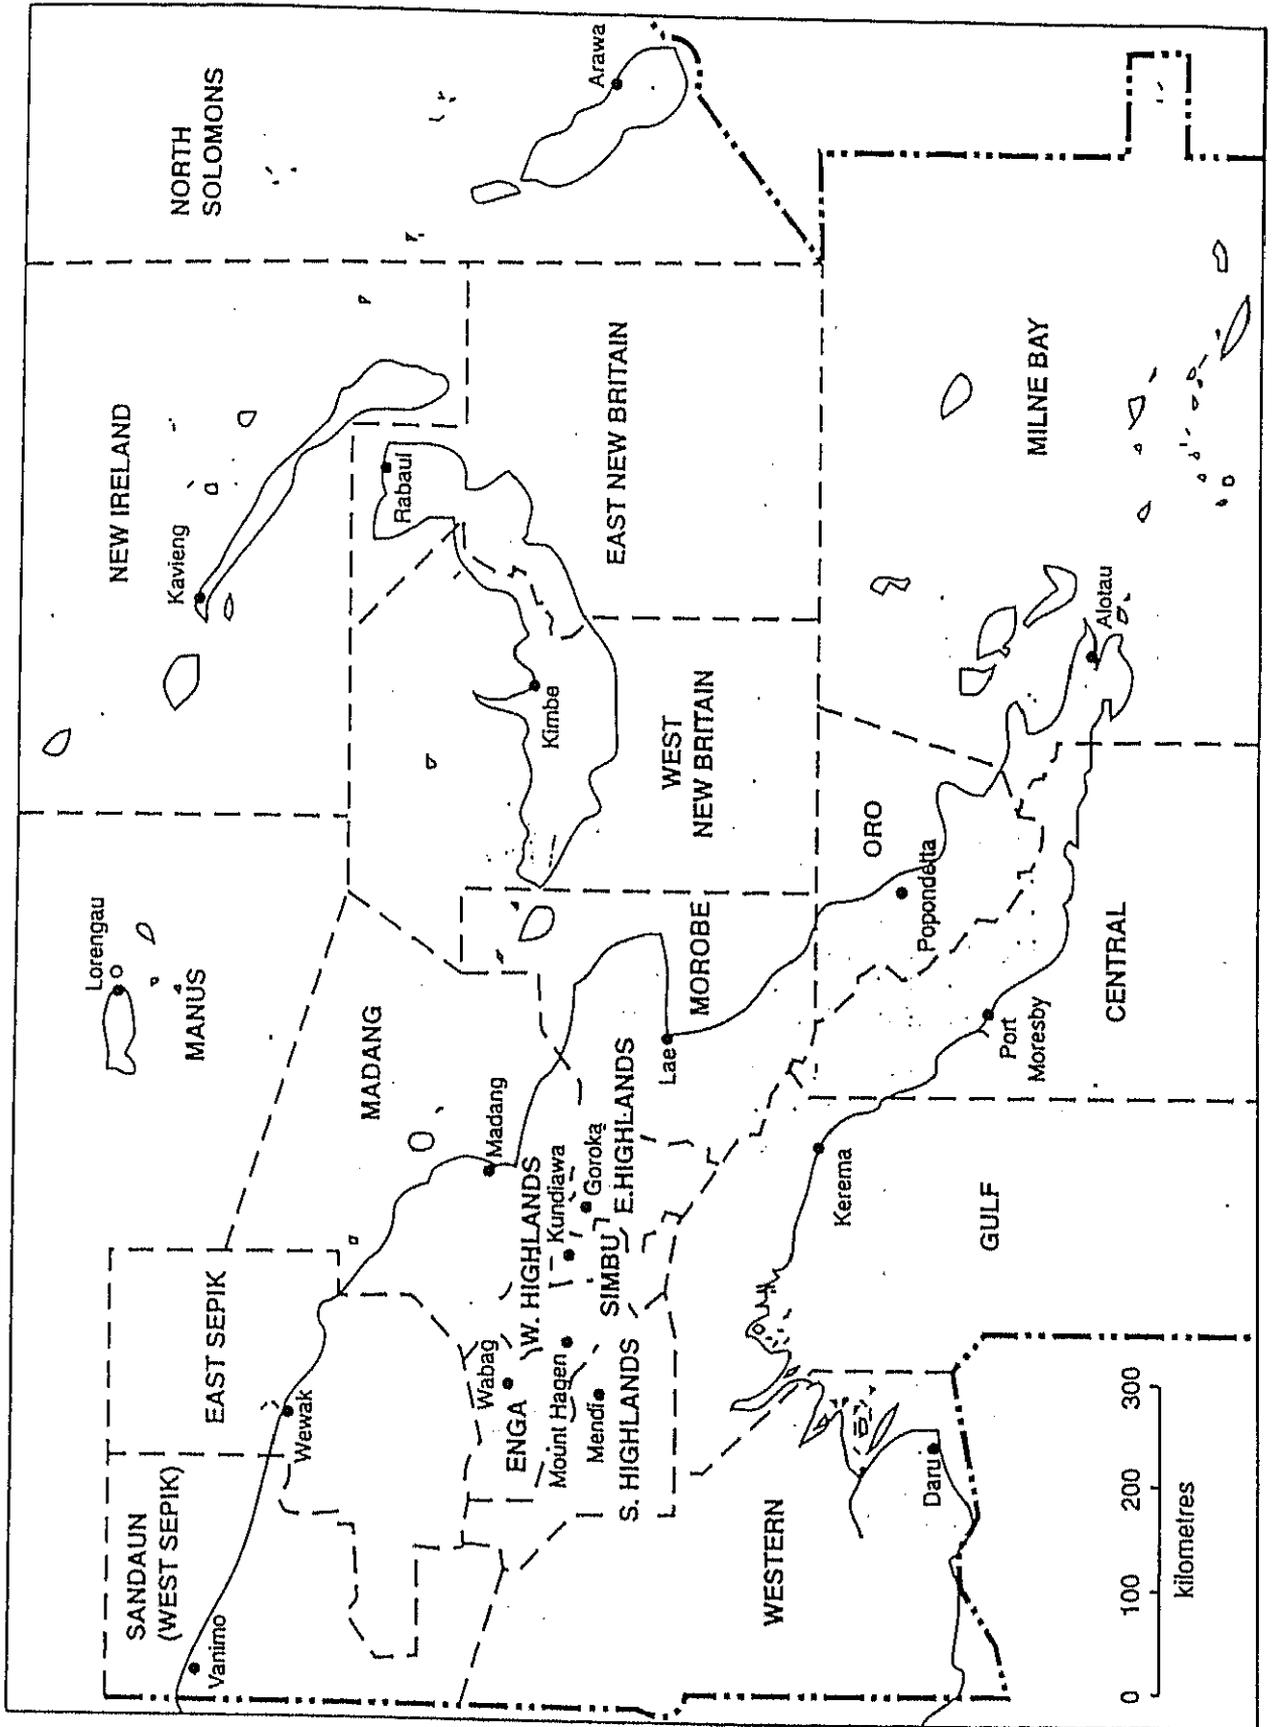 NORTH
SOLOMONS
Arawa
NEW IRELAND
Kavieng
Rabaul
EAST NEW BRITAIN
MILNE BAY
Alotau
Kimbe
WEST
NEW BRITAIN
Lorengau
MANUS
MADANG
Madang
MOROBE
Lae
ORO
Popondetta
CENTRAL
Port
Moresby
EAST SEPIK
Wewak
SANDAUN
(WEST SEPIK)
Vanimo
W. HIGHLANDS
Kundiawa
Goroka
E.HIGHLANDS
SIMBU
Wabag
ENGA
Mount Hagen
Mendi
S. HIGHLANDS
Kerema
GULF
WESTERN
Daru
0 100 200 300
kilometres